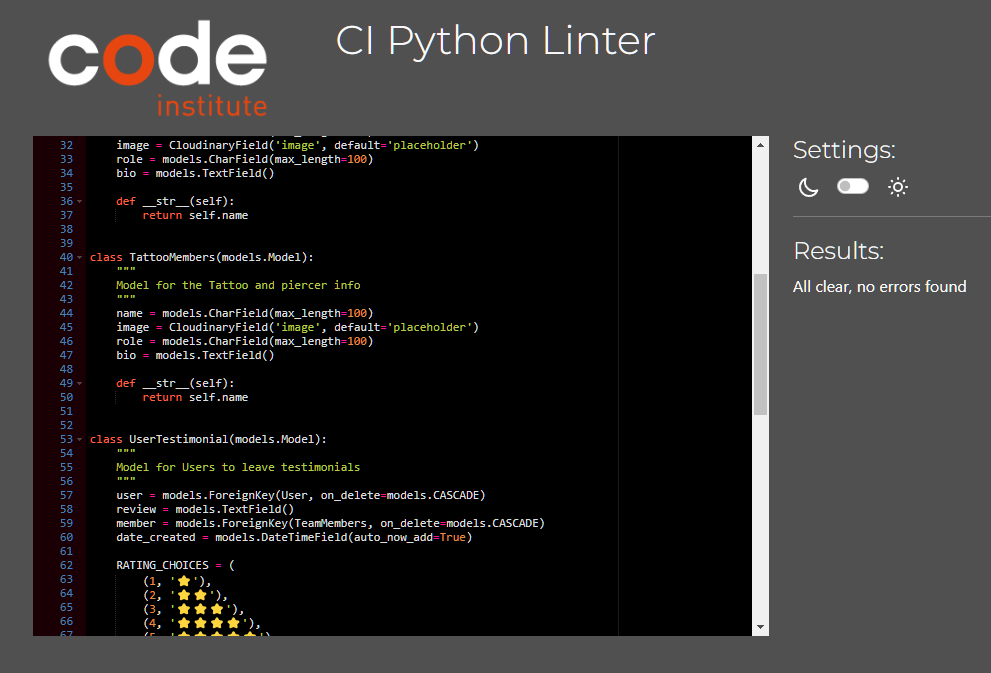 code
institute
CI Python Linter
32 image = CloudinaryField('image', default='placeholder')
33 role = models.CharField(max_length=100)
34 bio = models.TextField()
35
36 def __str__(self):
37 return self.name
38
39
40 class TattooMembers(models.Model):
41 """
42 Model for the Tattoo and piercer info
43 """
44 name = models.CharField(max_length=100)
45 image = CloudinaryField('image', default='placeholder')
46 role = models.CharField(max_length=100)
47 bio = models.TextField()
48
49 def __str__(self):
50 return self.name
51
52
53 class UserTestimonial(models.Model):
54 """
55 Model for Users to leave testimonials
56 """
57 user = models.ForeignKey(User, on_delete=models.CASCADE)
58 review = models.TextField()
59 member = models.ForeignKey(TeamMembers, on_delete=models.CASCADE)
60 date_created = models.DateTimeField(auto_now_add=True)
61
62 RATING_CHOICES = (
63 (1, '⭐'),
64 (2, '⭐⭐'),
65 (3, '⭐⭐⭐'),
66 (4, '⭐⭐⭐⭐'),
67 (5, '⭐⭐⭐⭐⭐')
Settings:
Results:
All clear, no errors found